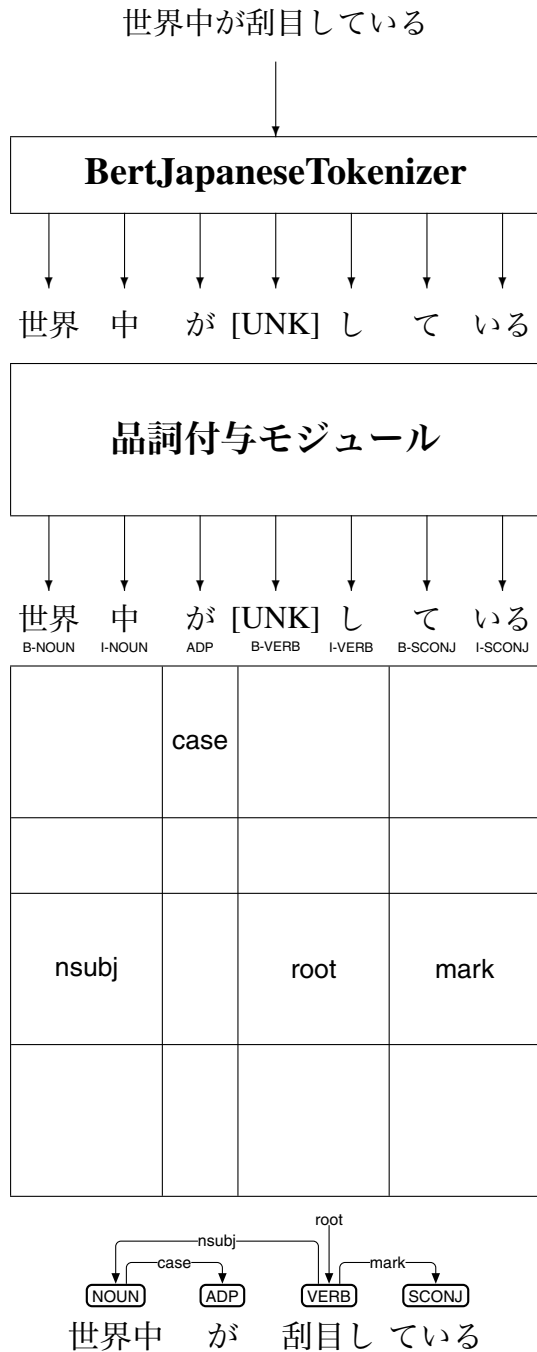 世界中が刮目している
BertJapaneseTokenizer
世界 中 が [UNK] し て いる
品詞付与モジュール
世界 中 が [UNK] し て いる
B-NOUN I-NOUN ADP B-VERB I-VERB B-SCONJ I-SCONJ
case
nsubj root mark
root
nsubj
case mark
NOUN ADP VERB SCONJ
世界中 が 刮目し ている